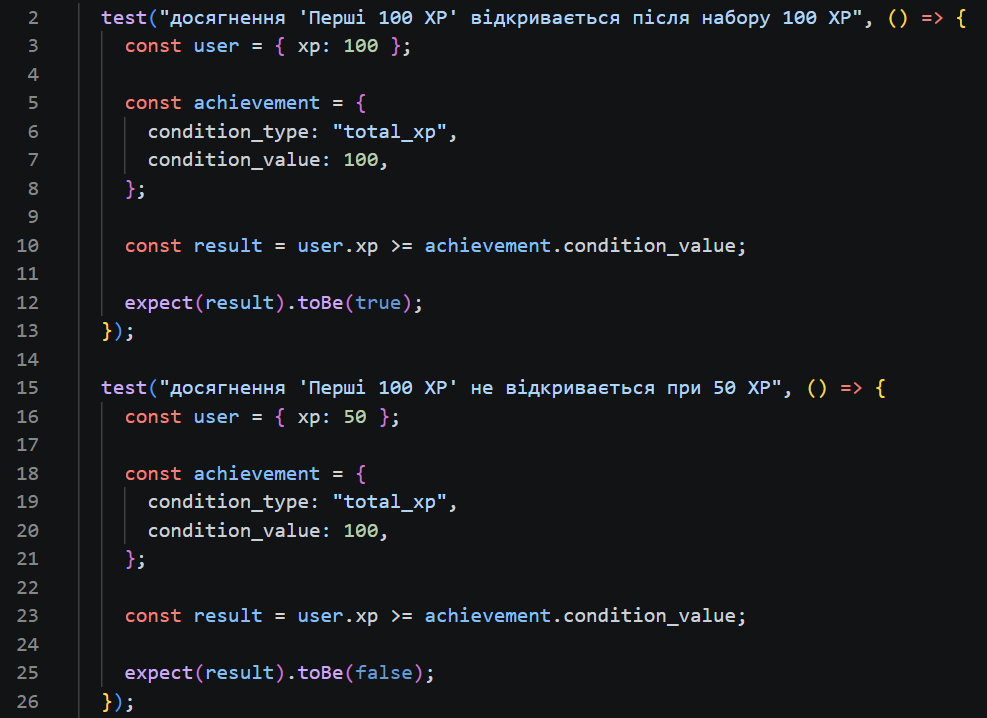 2 test("досягнення 'Перші 100 XP' відкривається після набору 100 XP", () => {
3 const user = { xp: 100 };
4
5 const achievement = {
6 condition_type: "total_xp",
7 condition_value: 100,
8 };
9
10 const result = user.xp >= achievement.condition_value;
11
12 expect(result).toBe(true);
13 });
14
15 test("досягнення 'Перші 100 XP' не відкривається при 50 XP", () => {
16 const user = { xp: 50 };
17
18 const achievement = {
19 condition_type: "total_xp",
20 condition_value: 100,
21 };
22
23 const result = user.xp >= achievement.condition_value;
24
25 expect(result).toBe(false);
26 });